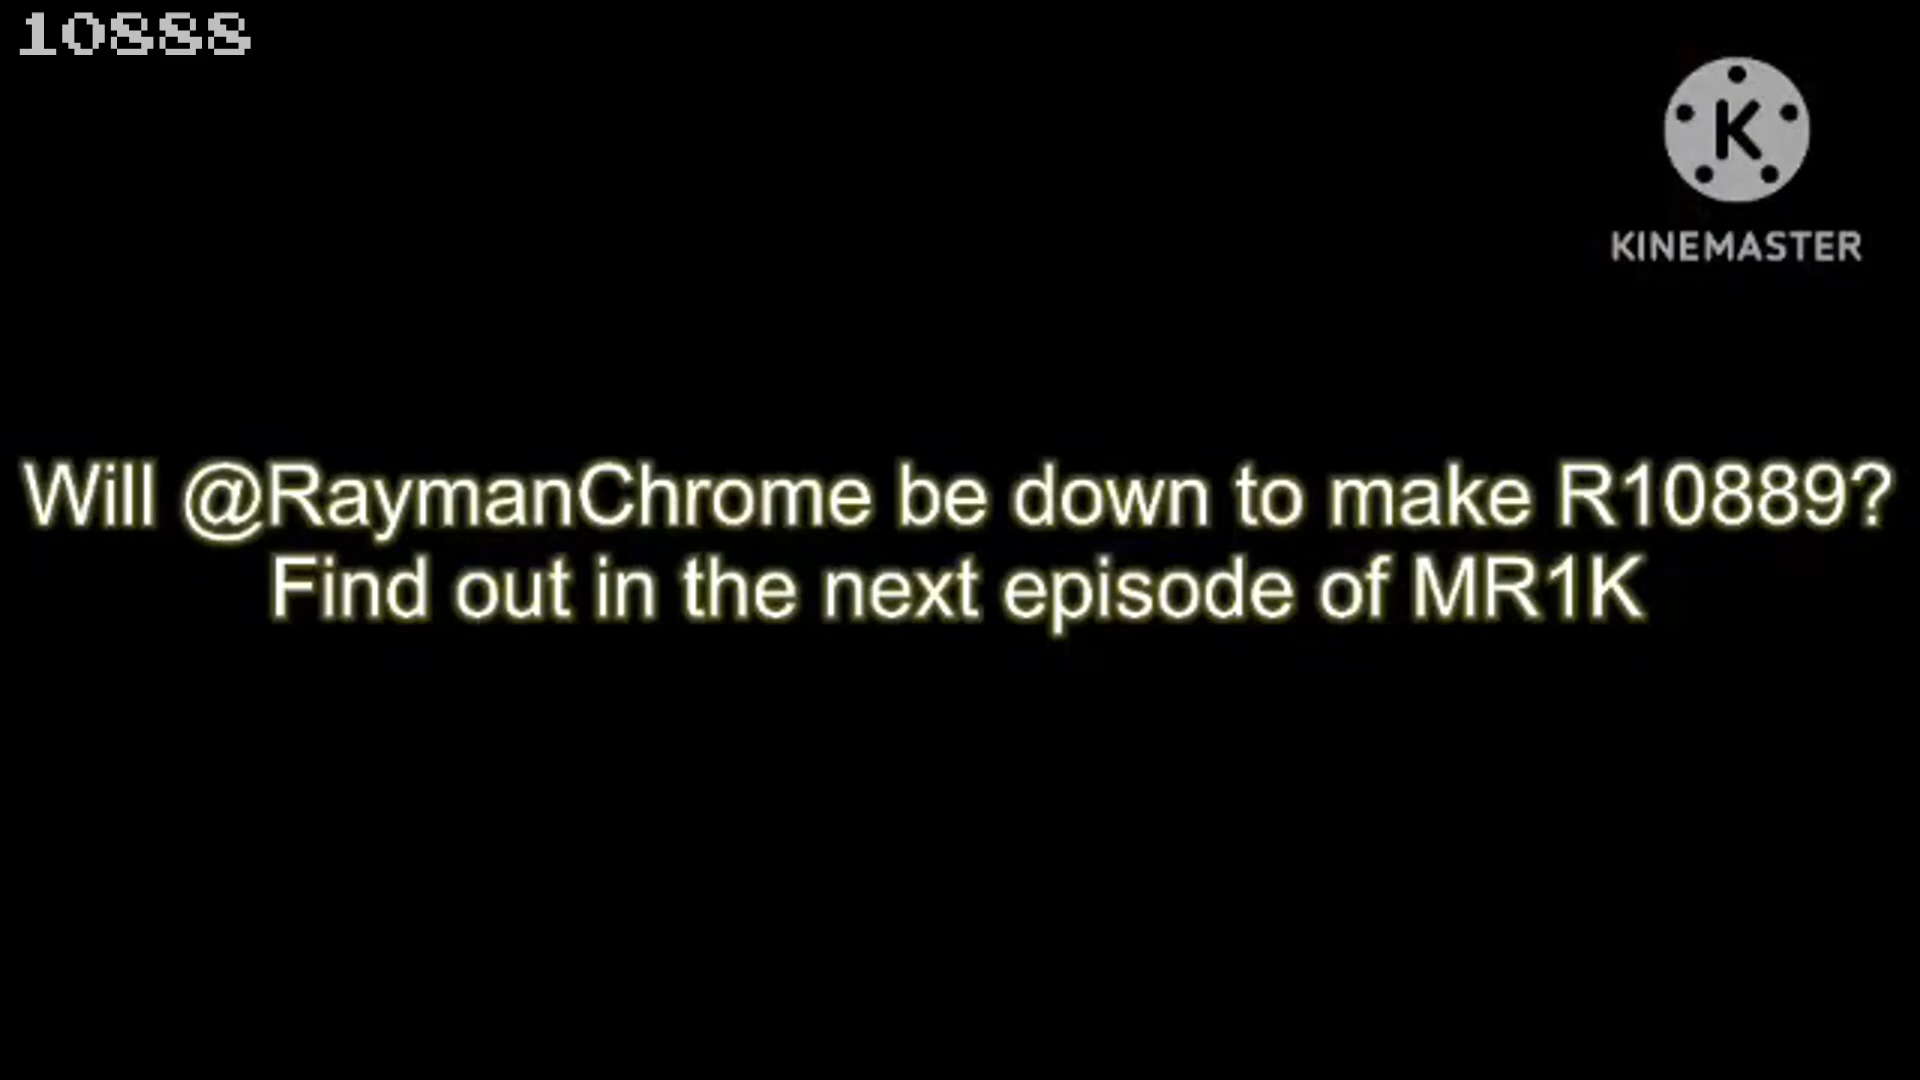 10888
K
KINEMASTER
Will @RaymanChrome be down to make R10889?
Find out in the next episode of MR1K